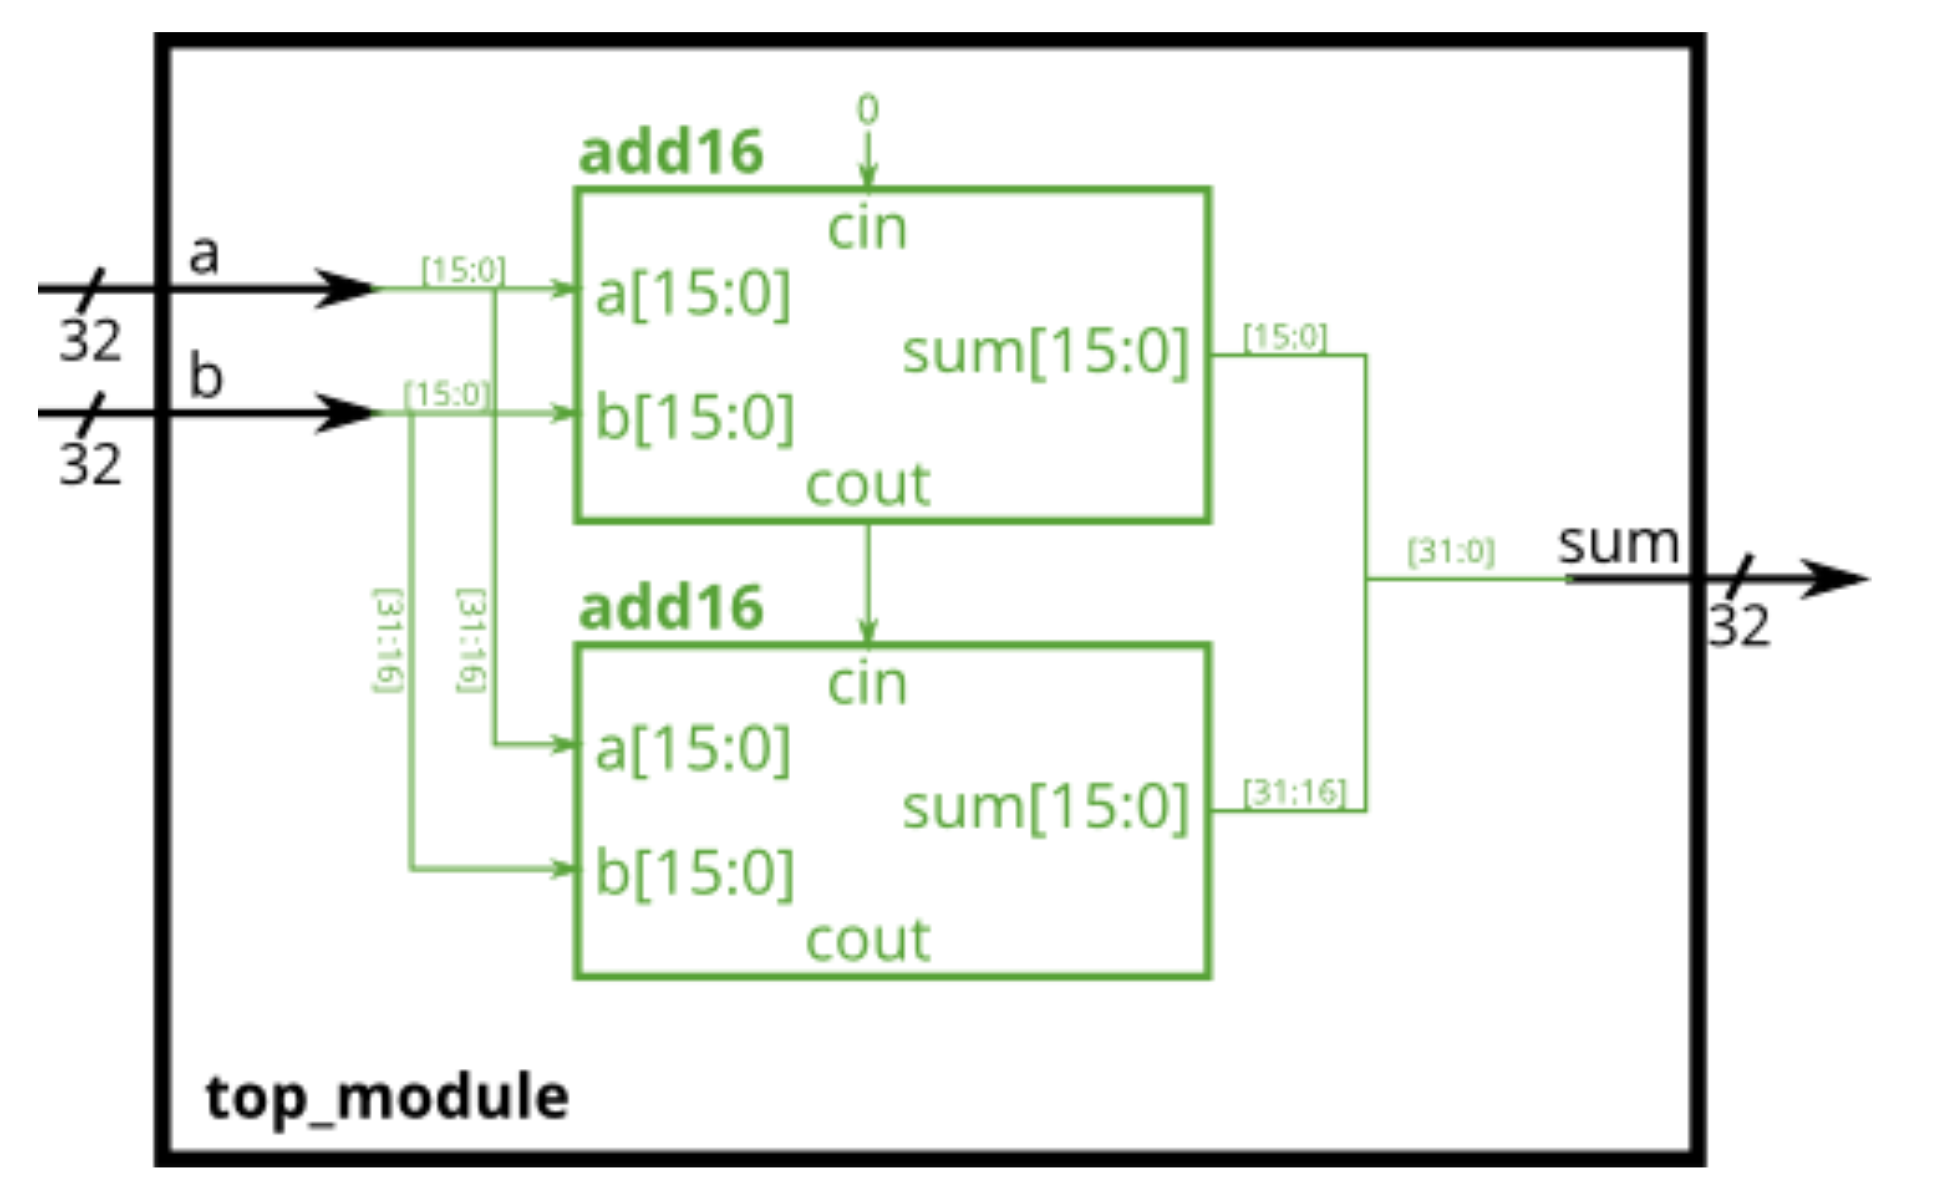 0
add16
cin
a
[15:0]
a[15:0]
32
sum[15:0]
[15:0]
b
[15:0]
b[15:0]
32
cout
[31:16]
[31:16]
add16
cin
a[15:0]
sum[15:0]
[31:16]
b[15:0]
cout
[31:0]
sum
32
top_module